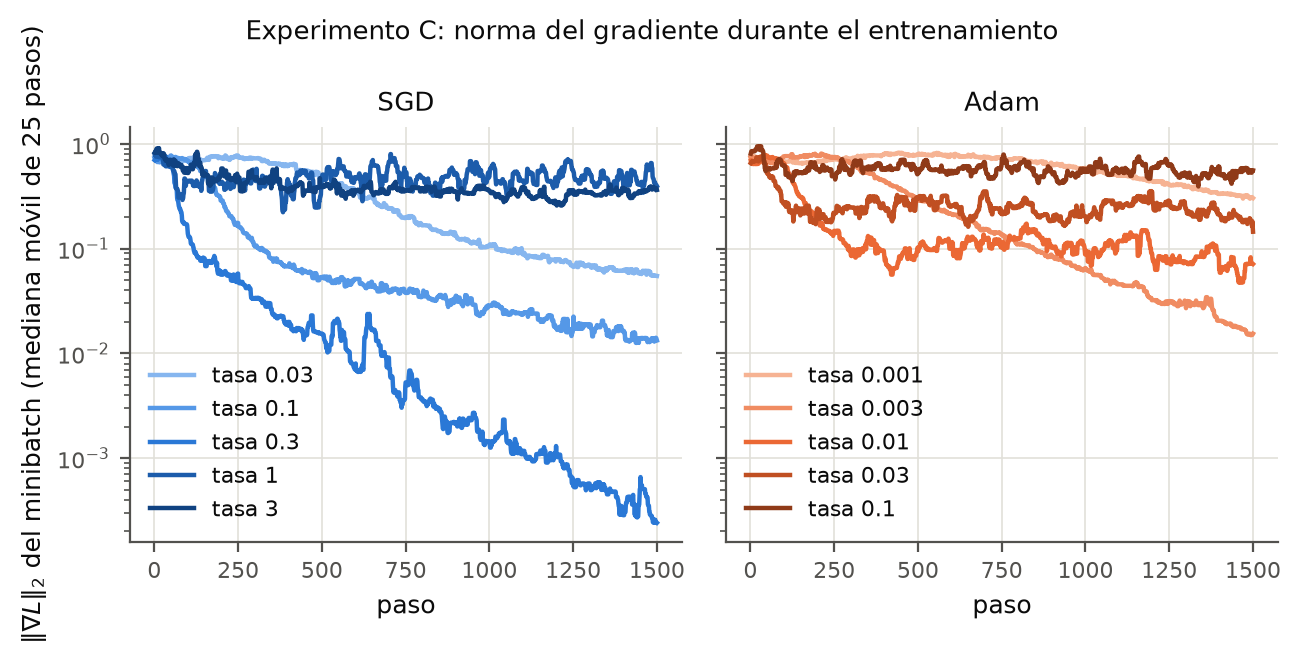 Experimento C: norma del gradiente durante el entrenamiento
‖∇L‖₂ del minibatch (mediana móvil de 25 pasos)
SGD
10⁰
10⁻¹
10⁻²
10⁻³
tasa 0.03
tasa 0.1
tasa 0.3
tasa 1
tasa 3
0 250 500 750 1000 1250 1500
paso
Adam
tasa 0.001
tasa 0.003
tasa 0.01
tasa 0.03
tasa 0.1
0 250 500 750 1000 1250 1500
paso